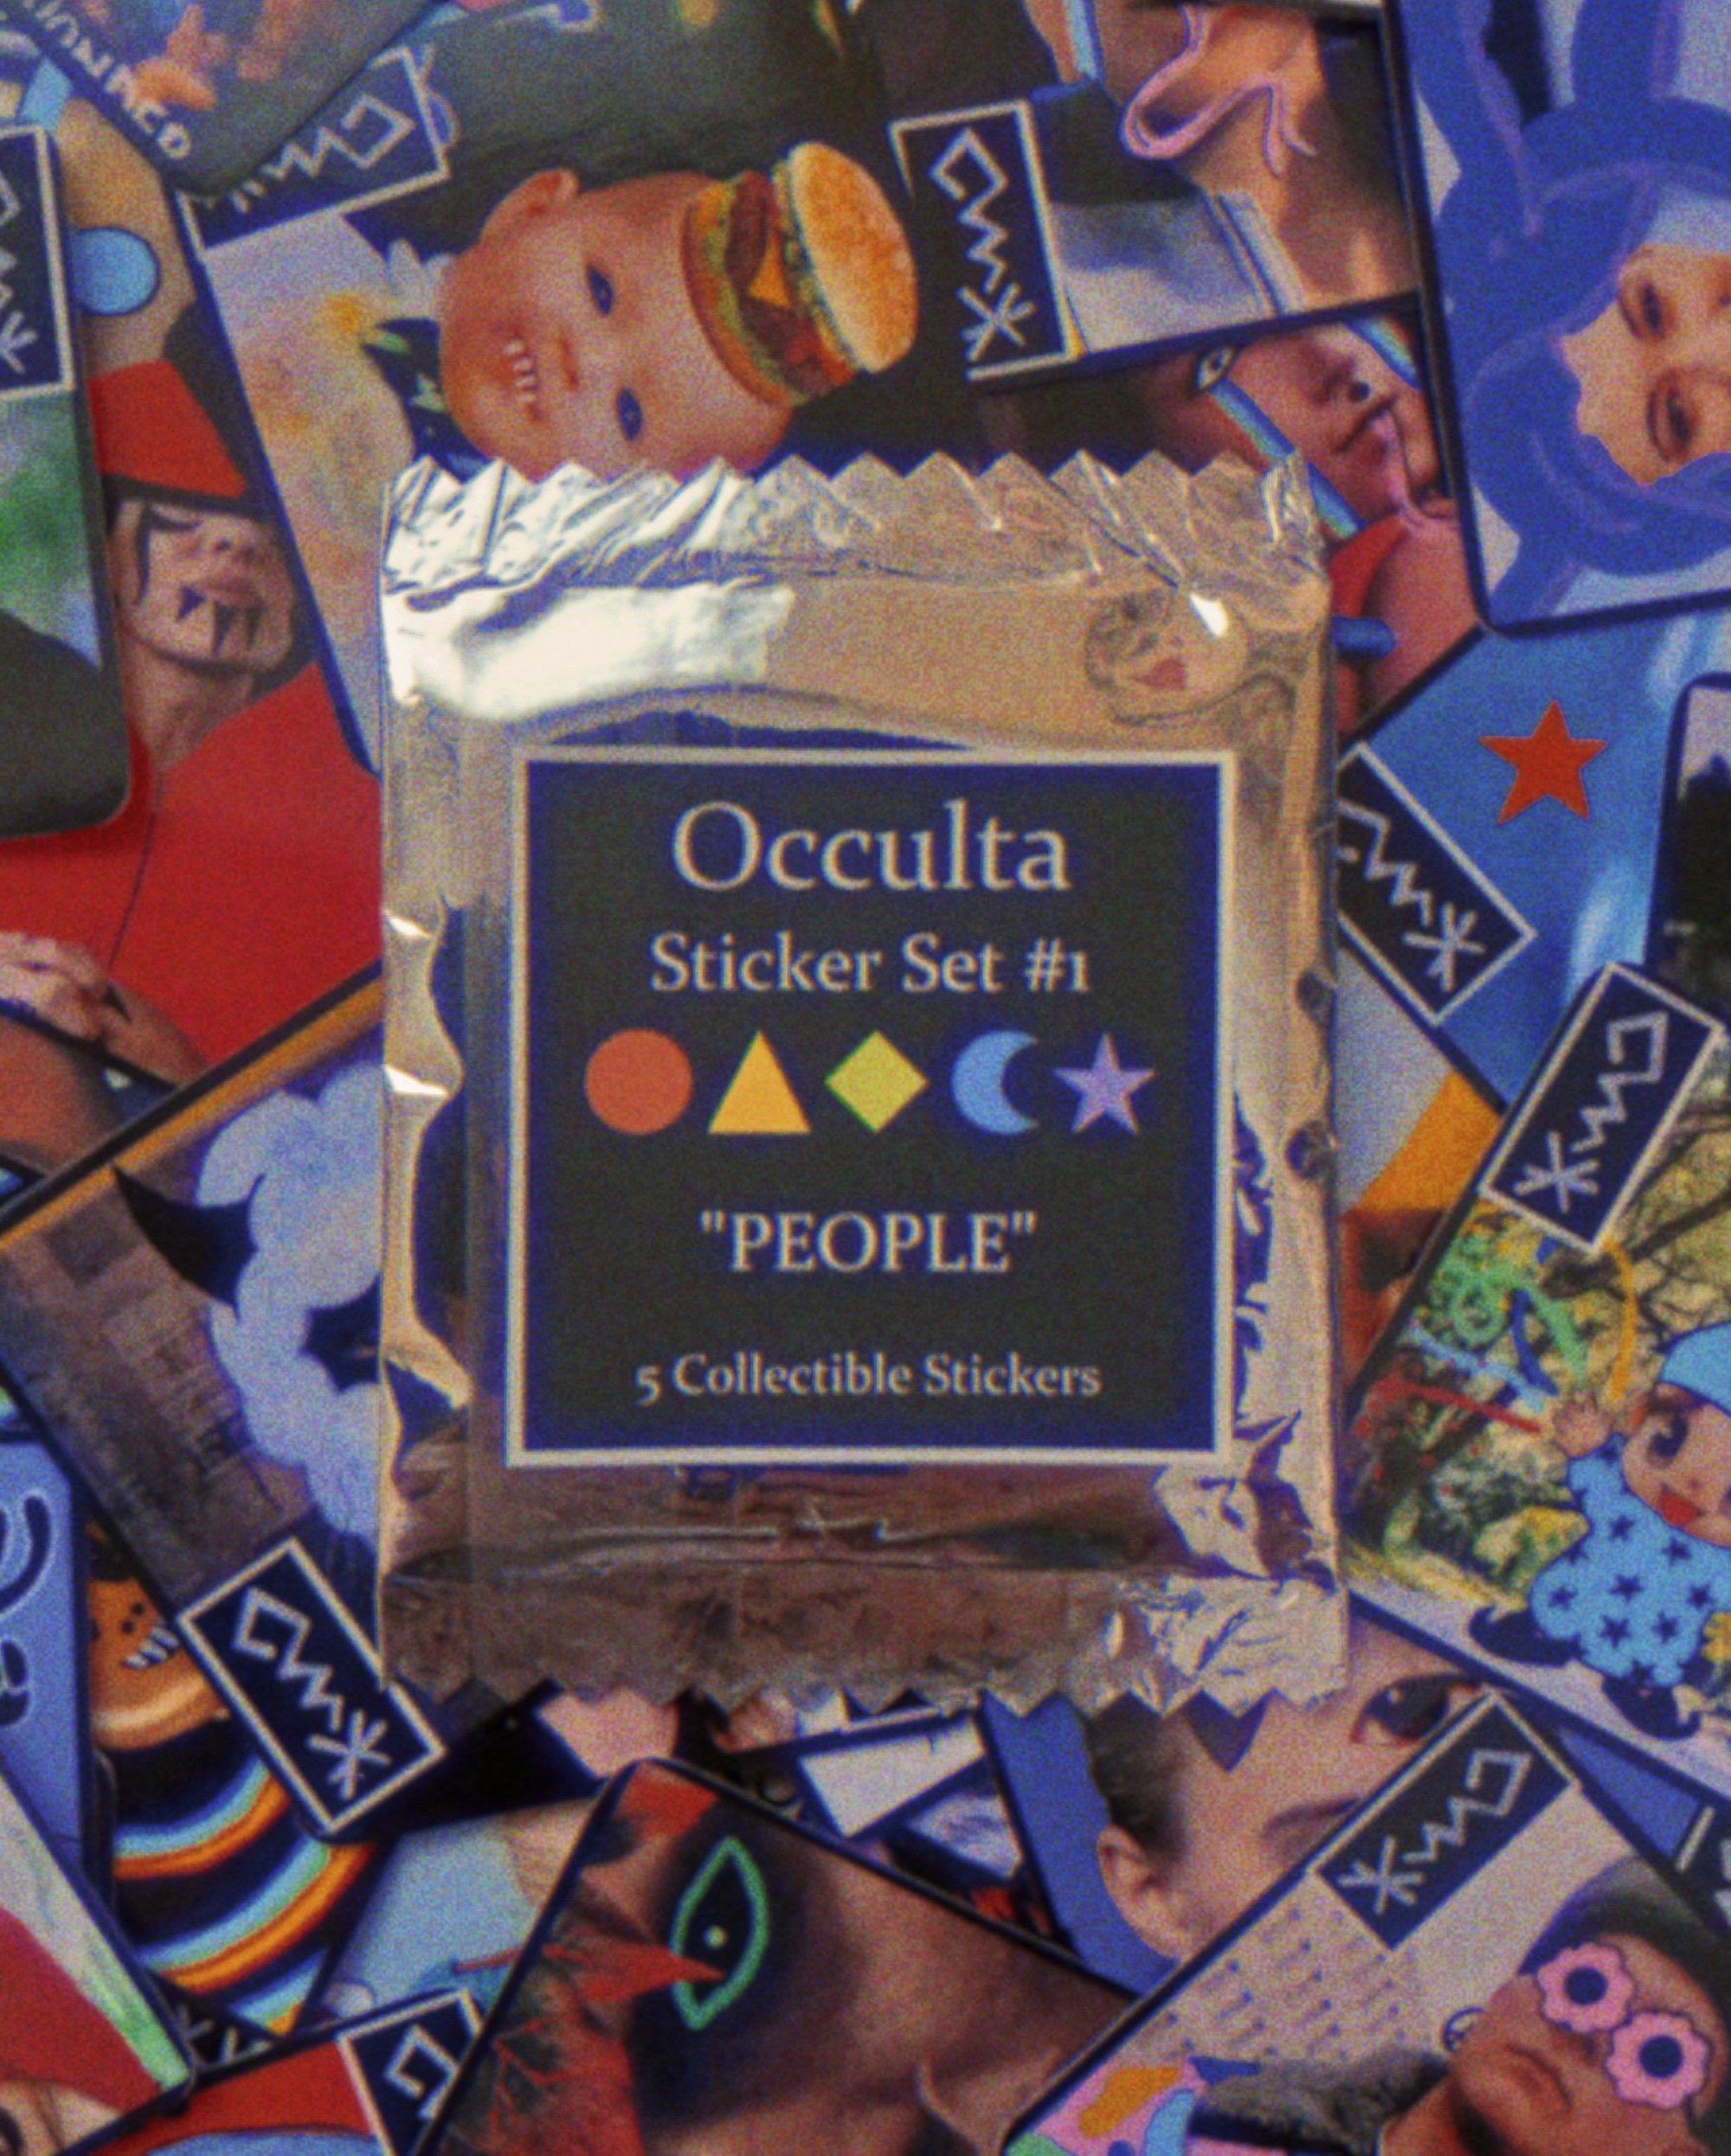 Occulta
Sticker Set #1
"PEOPLE"
5 Collectible Stickers